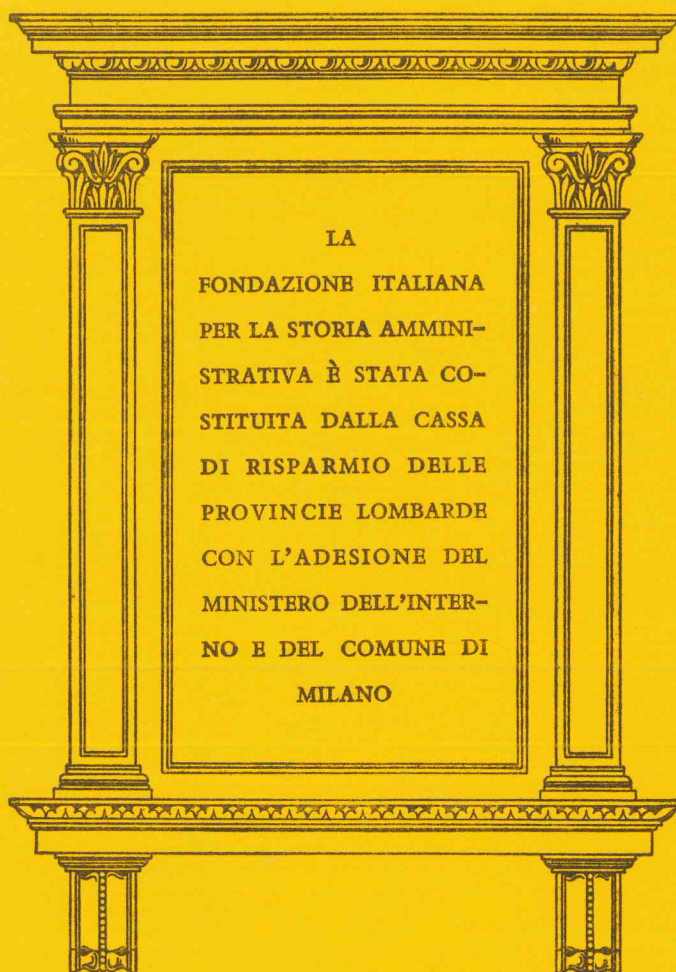 LA
FONDAZIONE ITALIANA
PER LA STORIA AMMINI-
STRATIVA È STATA CO-
STITUITA DALLA CASSA
DI RISPARMIO DELLE
PROVINCIE LOMBARDE
CON L'ADESIONE DEL
MINISTERO DELL'INTER-
NO E DEL COMUNE DI
MILANO